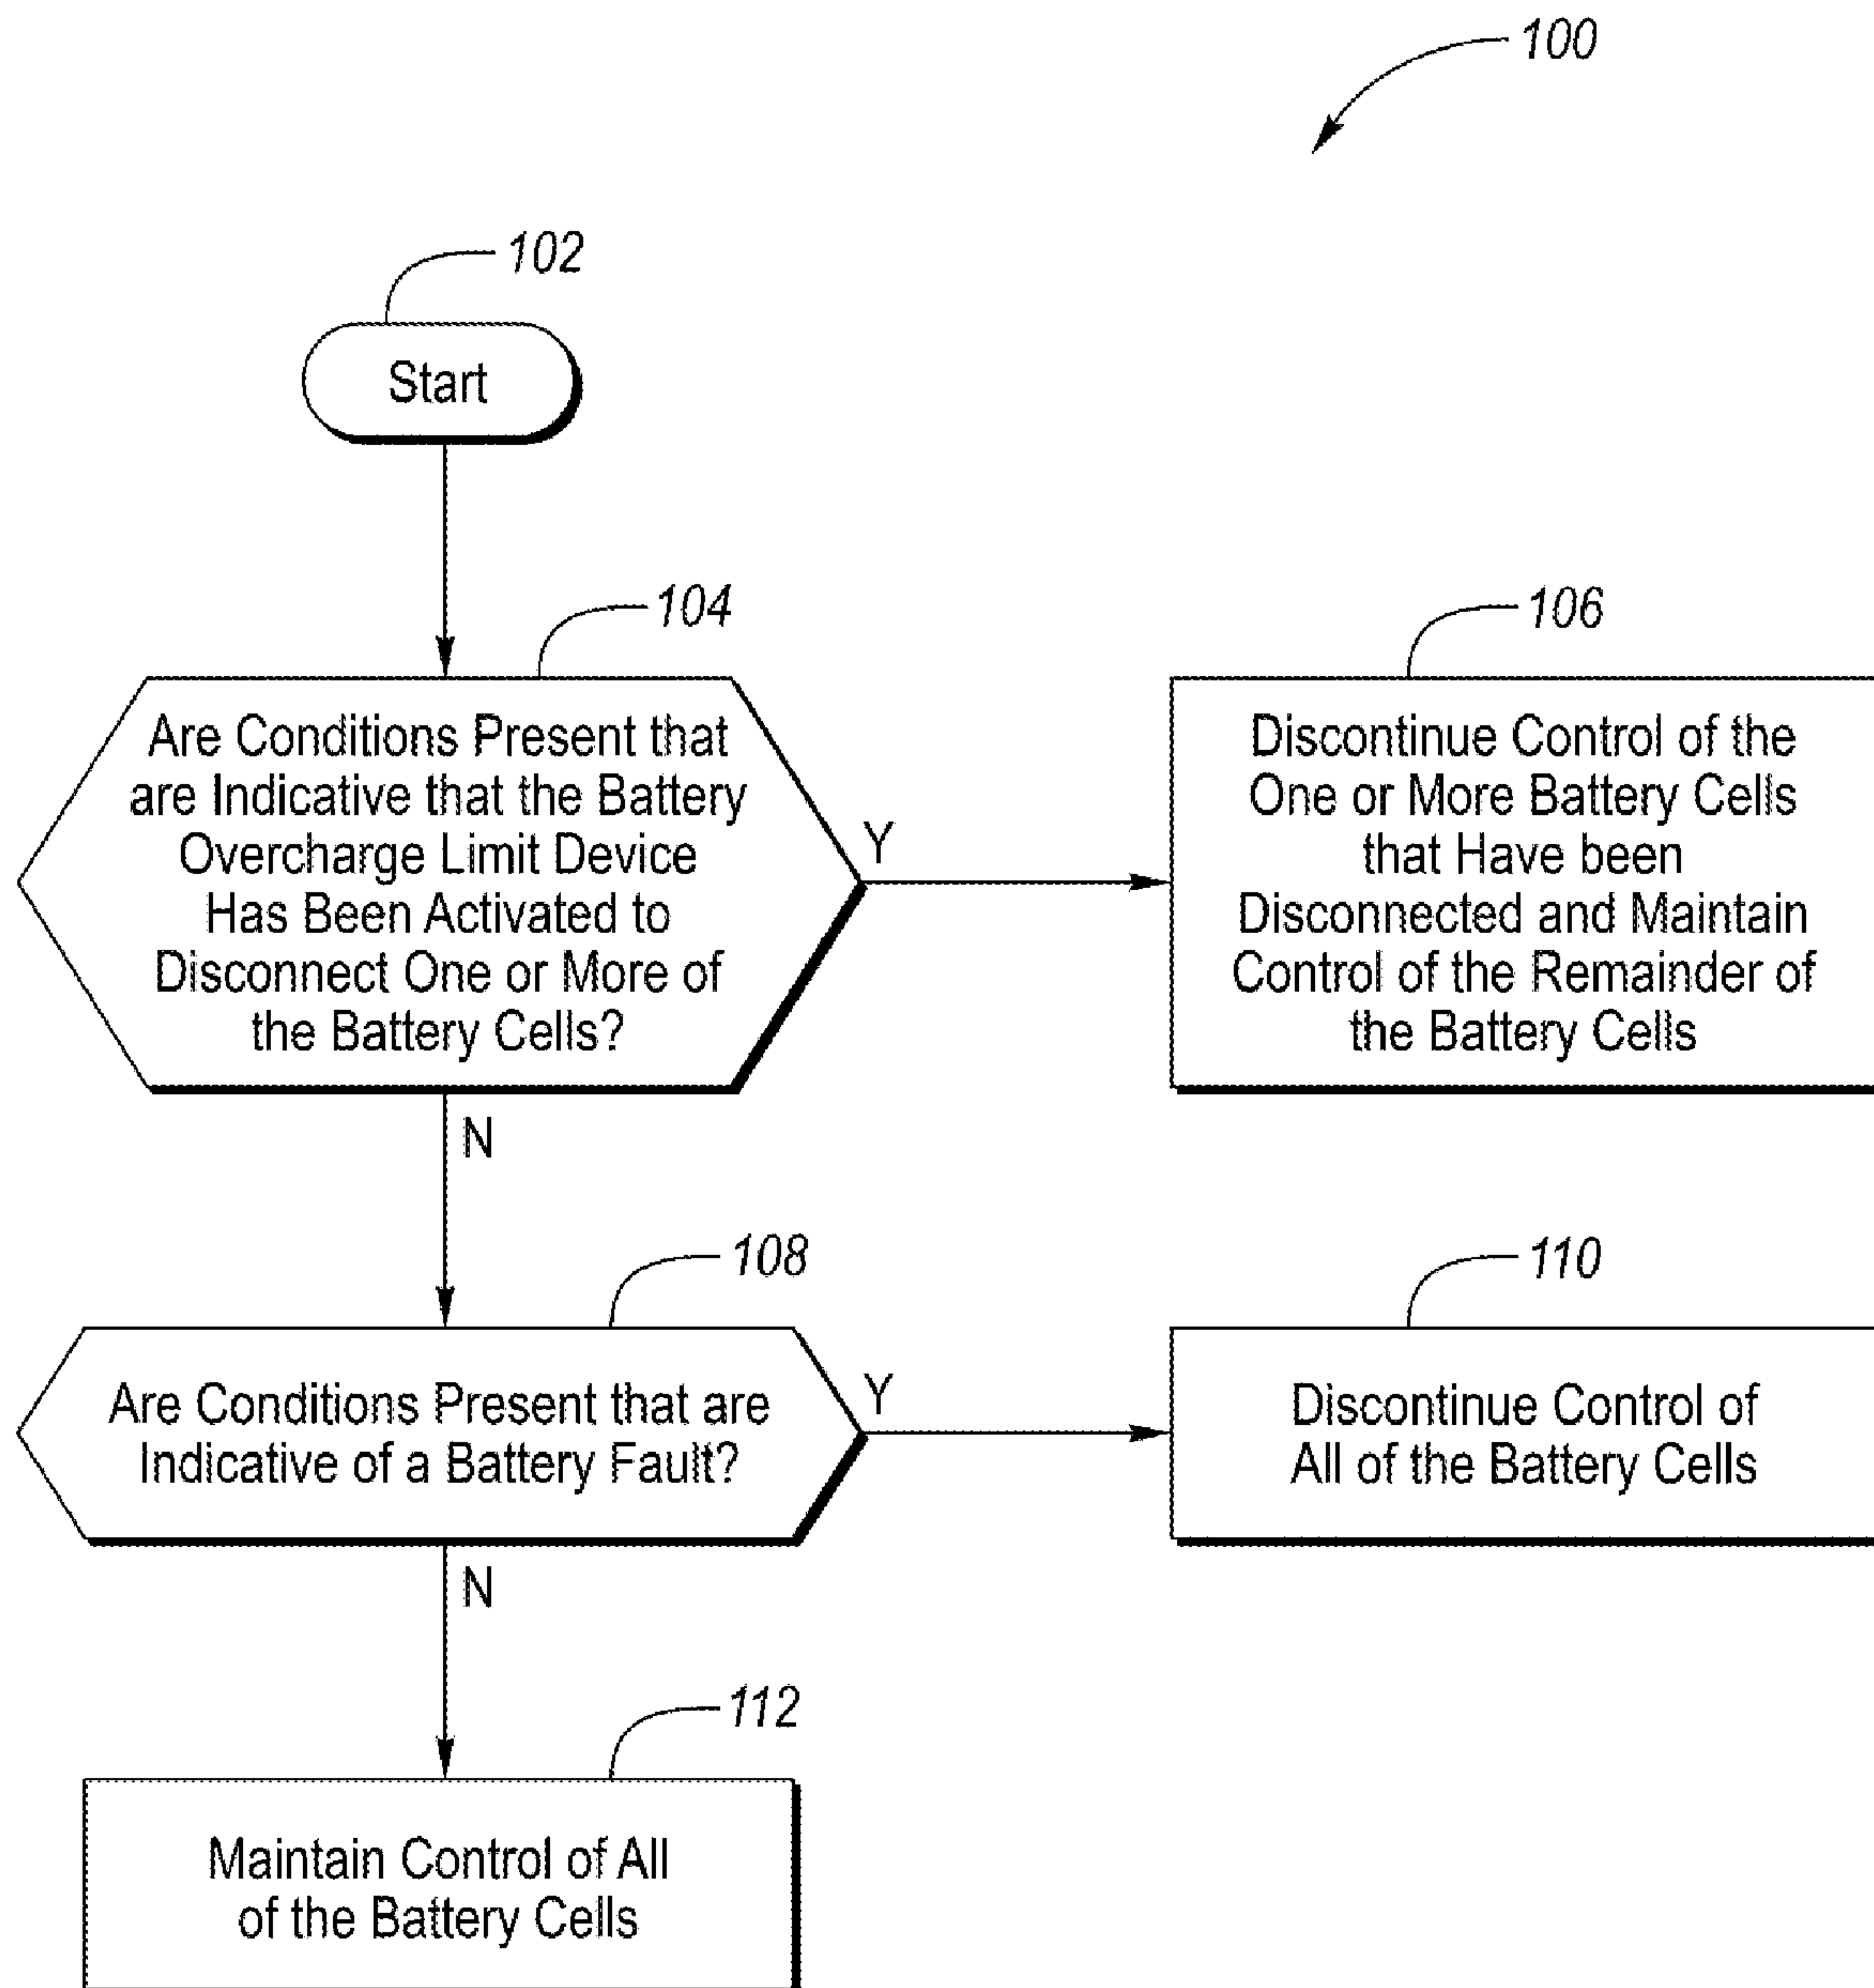 100
102
Start
104
Are Conditions Present that
are Indicative that the Battery
Overcharge Limit Device
Has Been Activated to
Disconnect One or More of
the Battery Cells?
Y
106
Discontinue Control of the
One or More Battery Cells
that Have been
Disconnected and Maintain
Control of the Remainder of
the Battery Cells
N
108
Are Conditions Present that are
Indicative of a Battery Fault?
Y
110
Discontinue Control of
All of the Battery Cells
N
112
Maintain Control of All
of the Battery Cells